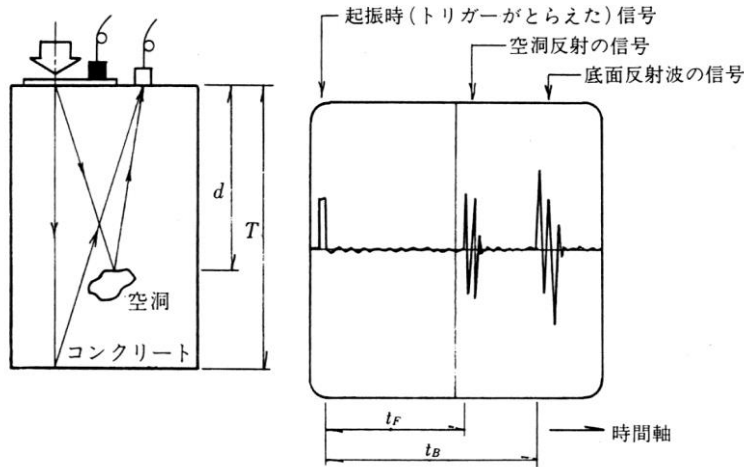 起振時(トリガーがとらえた)信号
空洞反射の信号
底面反射波の信号
d
T
空洞
コンクリート
t_F
t_B
時間軸